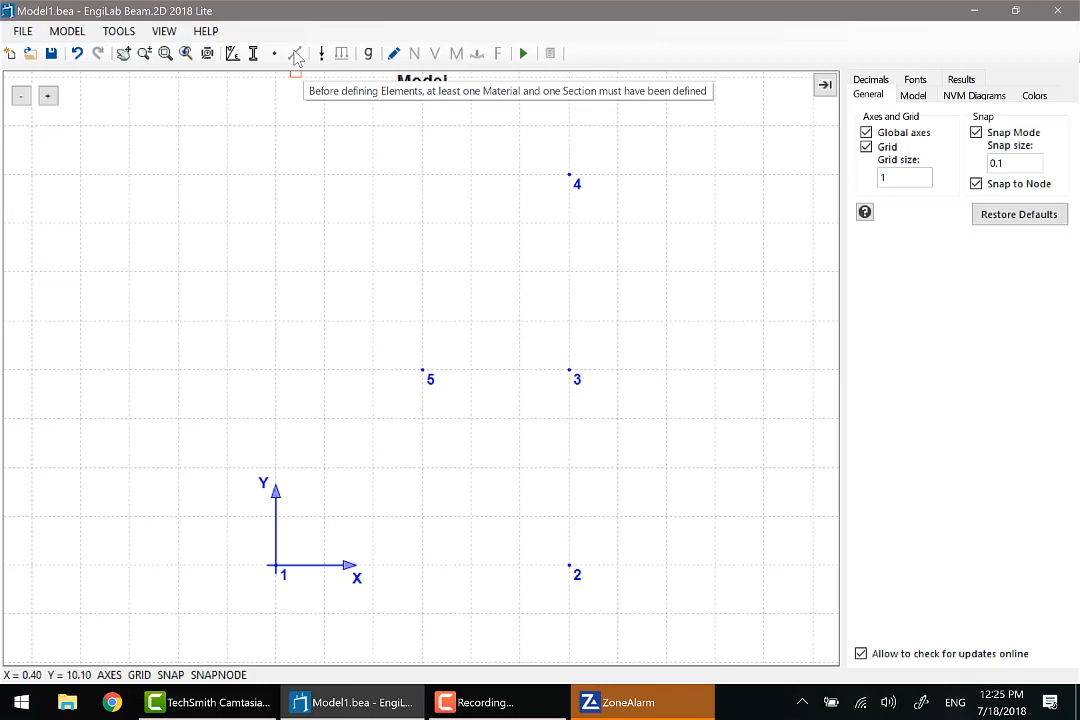 Model1.bea - EngiLab Beam.2D 2018 Lite
FILE MODEL TOOLS VIEW HELP
g N V M F
Model
Before defining Elements, at least one Material and one Section must have been defined
- +
4
5 3
Y
1 X 2
Decimals Fonts Results
General Model NVM Diagrams Colors
Axes and Grid Snap
Global axes Snap Mode
Grid Snap size:
Grid size: 0.1
1 Snap to Node
? Restore Defaults
Allow to check for updates online
X = 0.40 Y = 10.10 AXES GRID SNAP SNAPNODE
TechSmith Camtasia... Model1.bea - EngiL... Recording... ZoneAlarm ENG 12:25 PM
7/18/2018